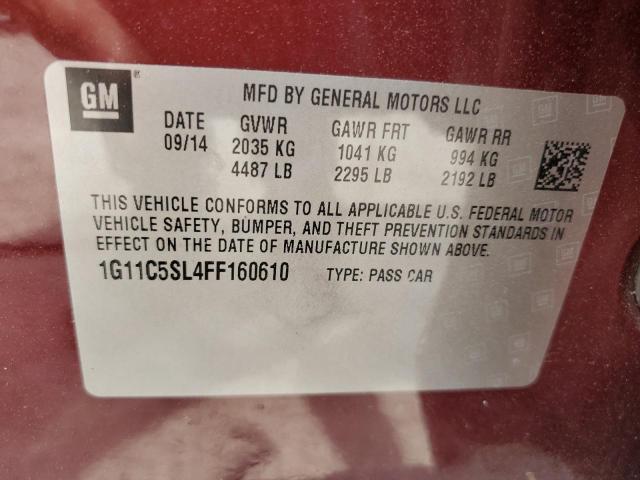 GM
MFD BY GENERAL MOTORS LLC
DATE GVWR GAWR FRT GAWR RR
09/14 2035 KG 1041 KG 994 KG
4487 LB 2295 LB 2192 LB
THIS VEHICLE CONFORMS TO ALL APPLICABLE U.S. FEDERAL MOTOR
VEHICLE SAFETY, BUMPER, AND THEFT PREVENTION STANDARDS IN
EFFECT ON THE DATE OF MANUFACTURE SHOWN ABOVE.
1G11C5SL4FF160610 TYPE: PASS CAR